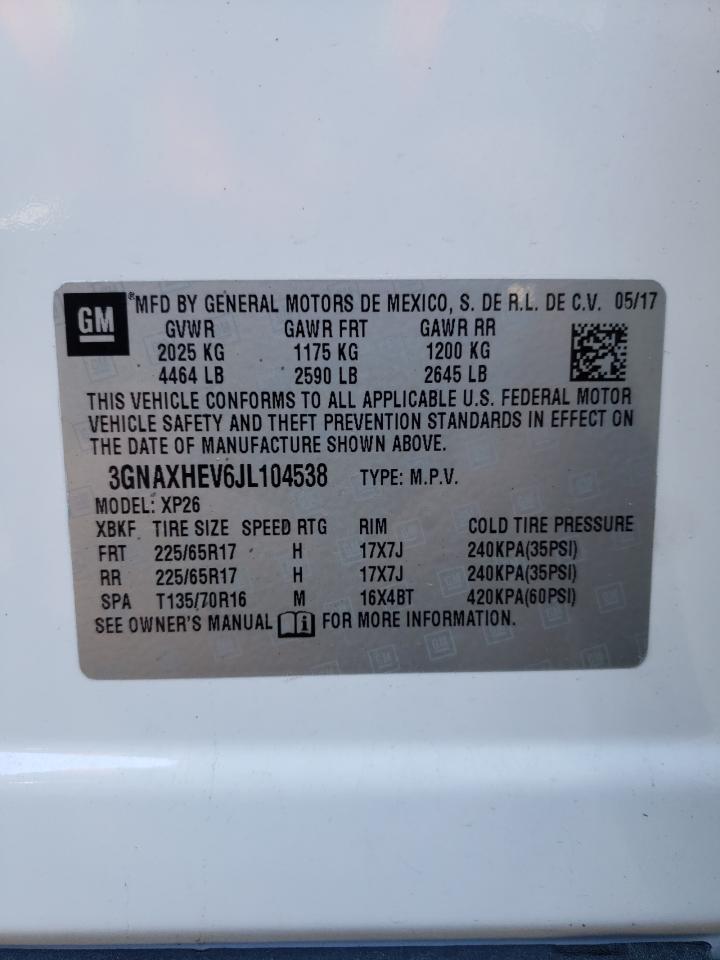 GM ®MFD BY GENERAL MOTORS DE MEXICO, S. DE R.L. DE C.V. 05/17
GVWR GAWR FRT GAWR RR
2025 KG 1175 KG 1200 KG
4464 LB 2590 LB 2645 LB
THIS VEHICLE CONFORMS TO ALL APPLICABLE U.S. FEDERAL MOTOR
VEHICLE SAFETY AND THEFT PREVENTION STANDARDS IN EFFECT ON
THE DATE OF MANUFACTURE SHOWN ABOVE.
3GNAXHEV6JL104538 TYPE: M.P.V.
MODEL: XP26
XBKF TIRE SIZE SPEED RTG RIM COLD TIRE PRESSURE
FRT 225/65R17 H 17X7J 240KPA(35PSI)
RR 225/65R17 H 17X7J 240KPA(35PSI)
SPA T135/70R16 M 16X4BT 420KPA(60PSI)
SEE OWNER'S MANUAL i FOR MORE INFORMATION.